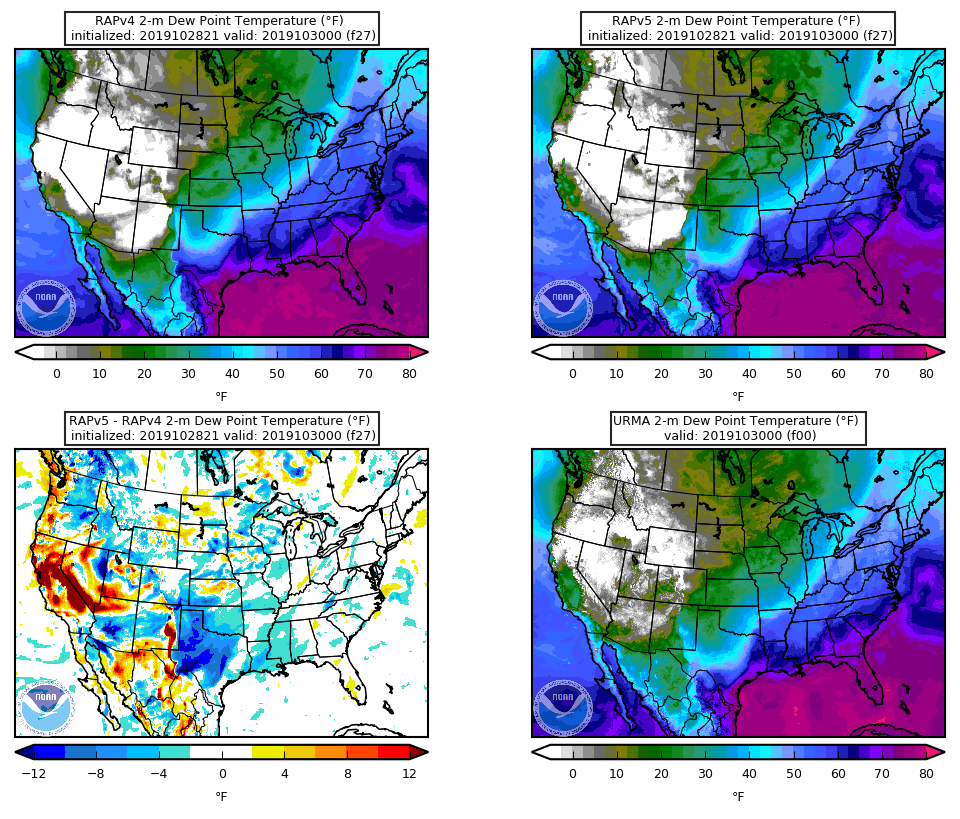 RAPv4 2-m Dew Point Temperature (°F)
initialized: 2019102821 valid: 2019103000 (f27)
RAPv5 2-m Dew Point Temperature (°F)
initialized: 2019102821 valid: 2019103000 (f27)
noaa
noaa
0 10 20 30 40 50 60 70 80
°F
0 10 20 30 40 50 60 70 80
°F
RAPv5 - RAPv4 2-m Dew Point Temperature (°F)
initialized: 2019102821 valid: 2019103000 (f27)
URMA 2-m Dew Point Temperature (°F)
valid: 2019103000 (f00)
noaa
noaa
−12 −8 −4 0 4 8 12
°F
0 10 20 30 40 50 60 70 80
°F